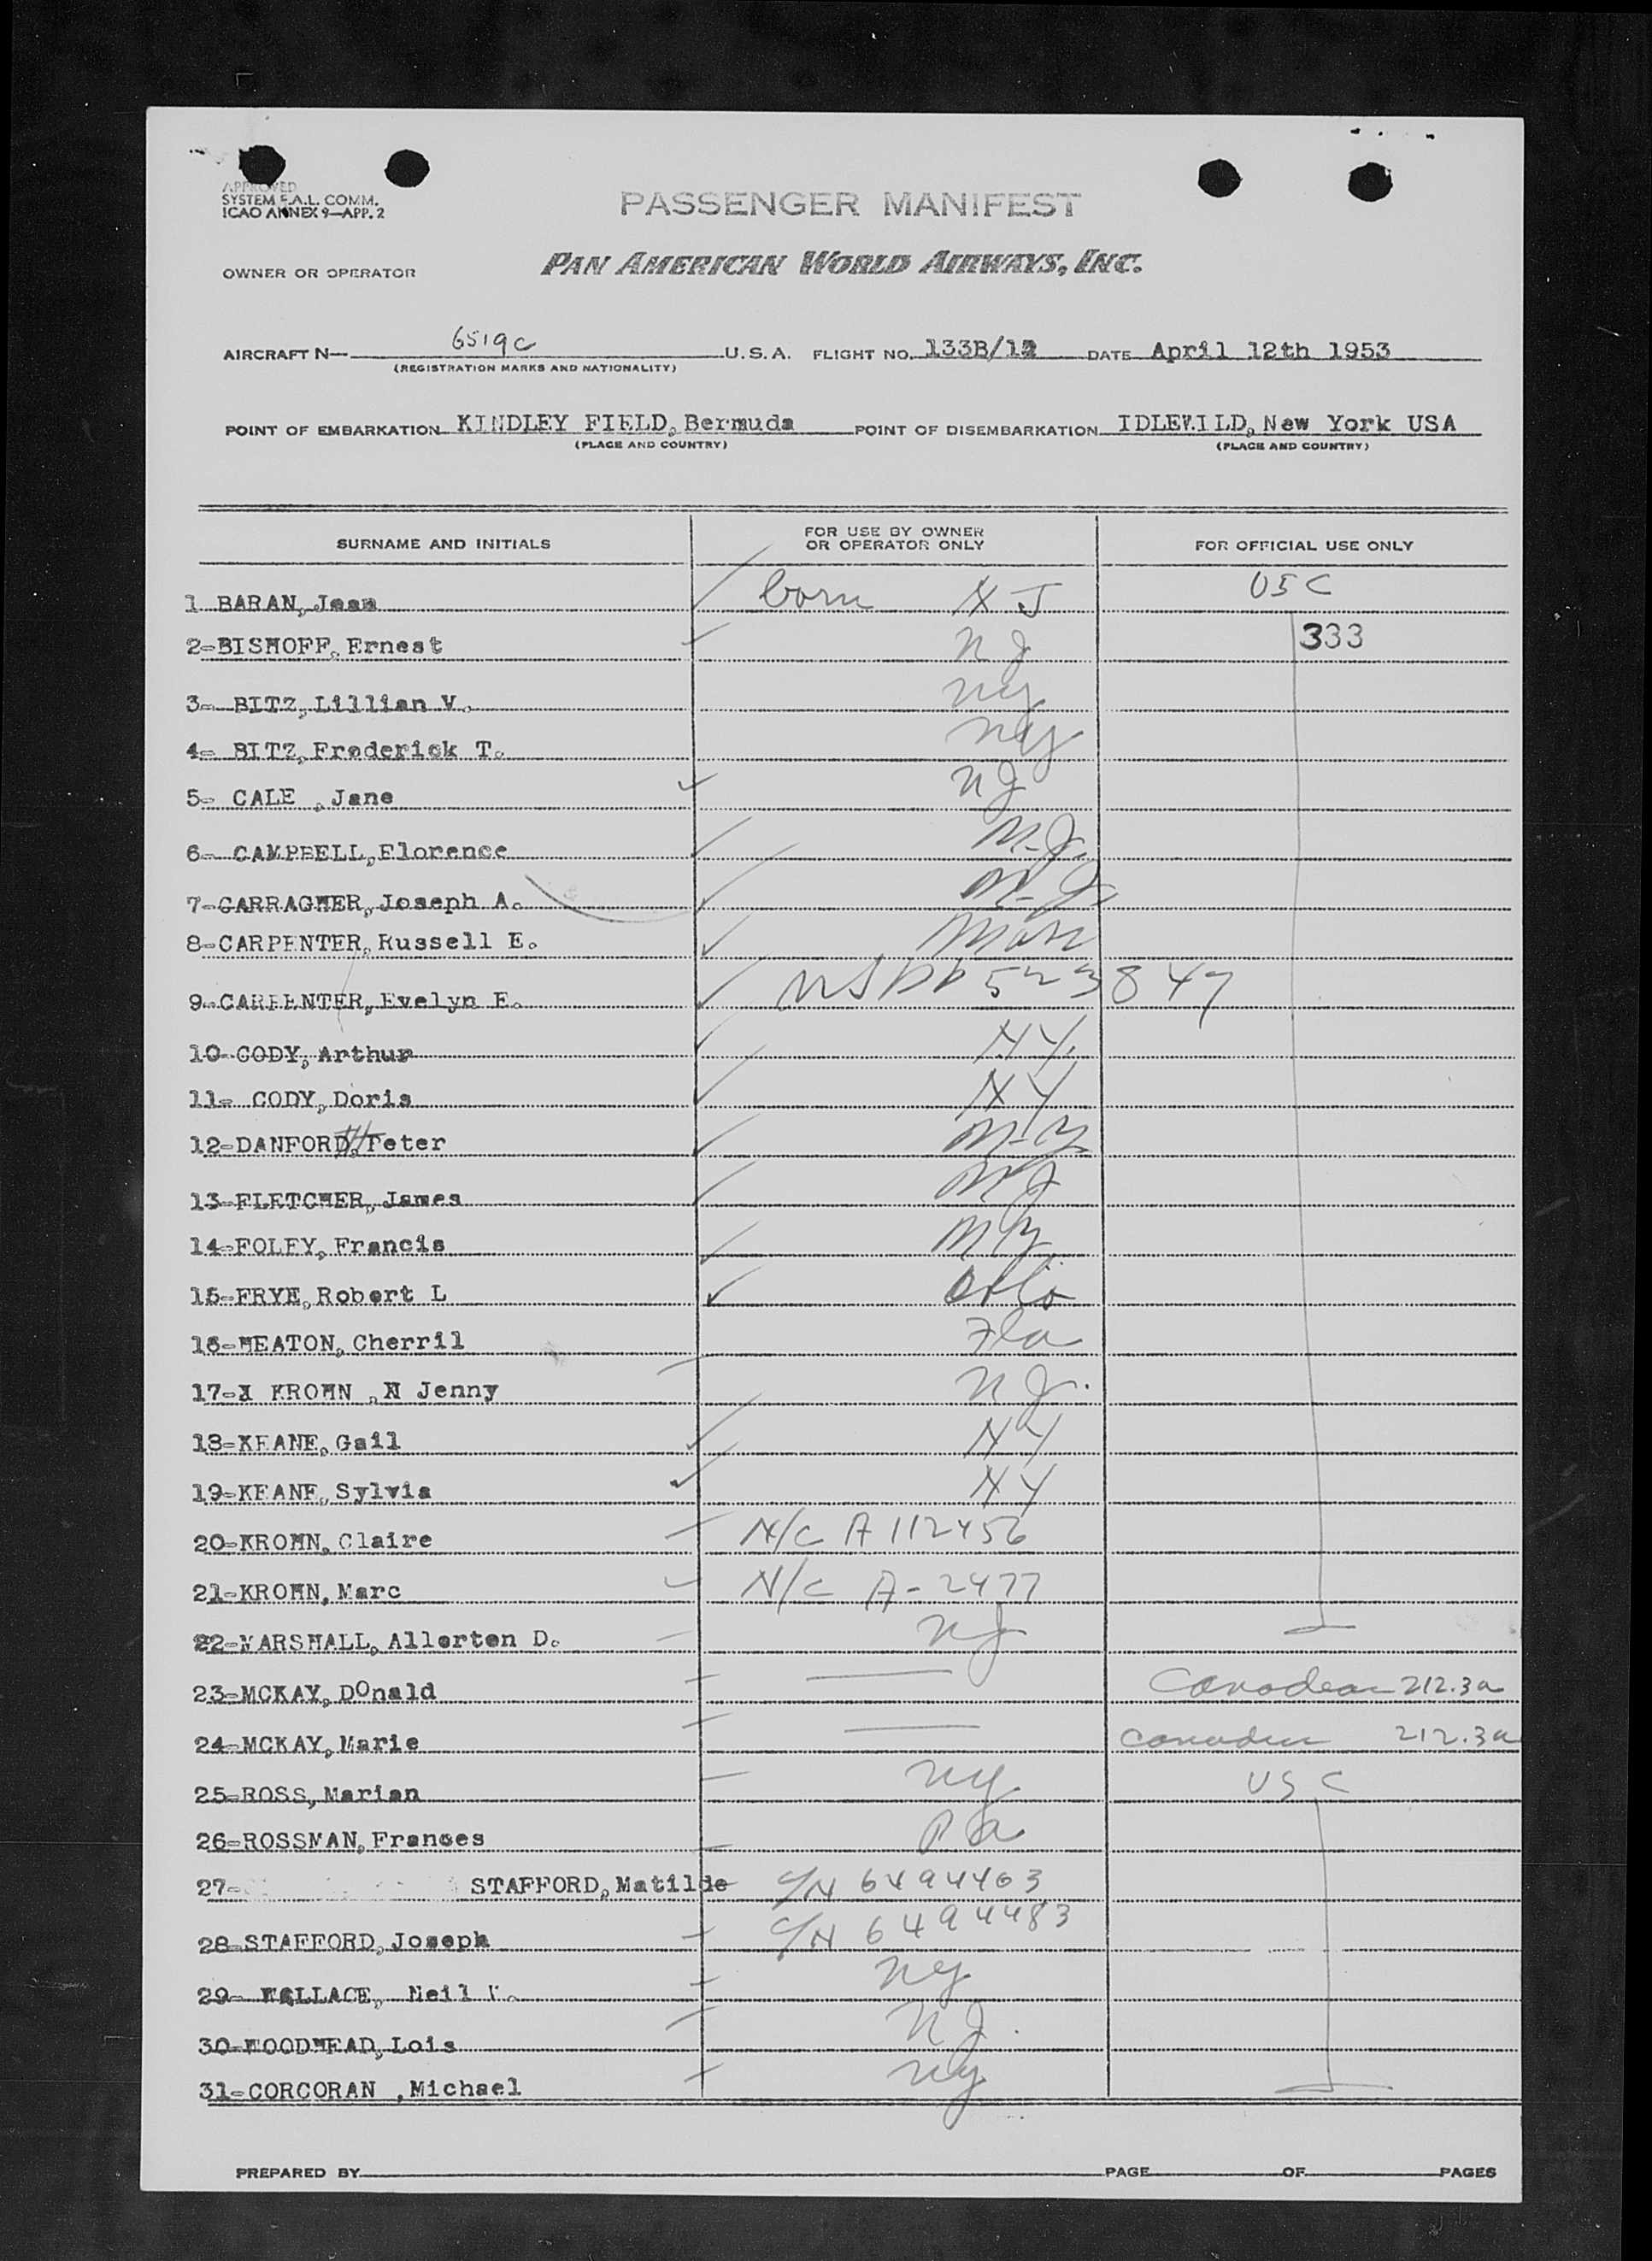 APPROVED
SYSTEM F.A.L. COMM.
ICAO ANNEX 9—APP. 2
PASSENGER MANIFEST
OWNER OR OPERATOR
PAN AMERICAN WORLD AIRWAYS, INC.
AIRCRAFT N— 6519C U.S.A. FLIGHT NO. 133B/12 DATE April 12th 1953
(REGISTRATION MARKS AND NATIONALITY)
POINT OF EMBARKATION KINDLEY FIELD, Bermuda POINT OF DISEMBARKATION IDLEWILD, New York USA
(PLACE AND COUNTRY) (PLACE AND COUNTRY)
SURNAME AND INITIALS FOR USE BY OWNER OR OPERATOR ONLY FOR OFFICIAL USE ONLY
1 BARAN, Jean born NJ USC
2-BISHOFF, Ernest NJ 333
3- BITZ, Lillian V. NY
4- BITZ, Frederick T. NY
5- CALE , Jane NJ
6- CAMPBELL, Florence N.J.
7-CARRAGHER, Joseph A. N.J.
8-CARPENTER, Russell E. Mass
9-CARPENTER, Evelyn E. USPP 523847
10-CODY, Arthur NY.
11- CODY, Doris NY
12-DANFORD, Peter N.Y.
13-FLETCHER, James NJ
14-FOLEY, Francis NY
15-FRYE, Robert L Ohio
16-HEATON, Cherril Fla
17-X KROHN , N Jenny NJ.
18-KEANE, Gail NY
19-KEANE, Sylvia NY
20-KROHN, Claire N/C A 112456
21-KROHN, Marc N/C A-2477
22-MARSHALL, Allerton D. NJ
23-MCKAY, DOnald Canadean 212.3a
24-MCKAY, Marie Canadian 212.3a
25-ROSS, Marian NY USC
26-ROSSMAN, Frances Pa
27- STAFFORD, Matilde C/N 6494463
28-STAFFORD, Joseph C/N 6494483
29- WALLACE, Neil NY
30-WOODHEAD, Lois NJ.
31-CORCORAN , Michael NY
PREPARED BY PAGE OF PAGES